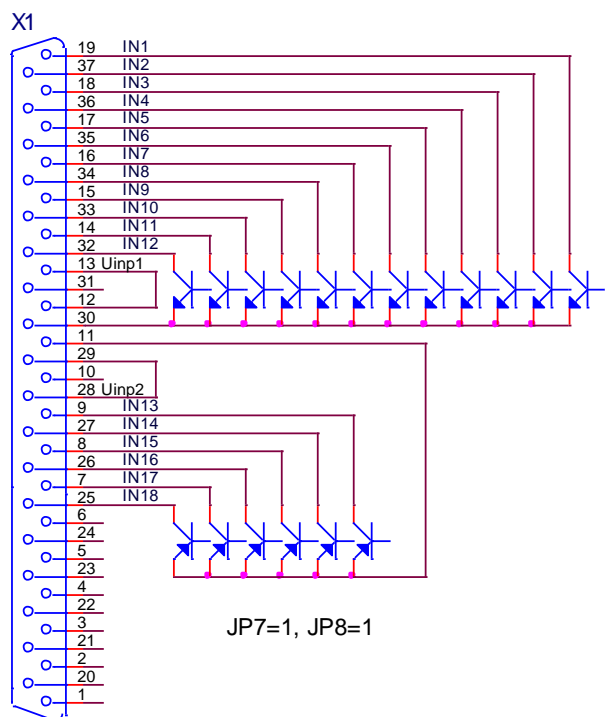 X1
19 IN1
37 IN2
18 IN3
36 IN4
17 IN5
35 IN6
16 IN7
34 IN8
15 IN9
33 IN10
14 IN11
32 IN12
13 Uinp1
31
12
30
11
29
10
28 Uinp2
9 IN13
27 IN14
8 IN15
26 IN16
7 IN17
25 IN18
6
24
5
23
4
22
3
21
2
20
1
JP7=1, JP8=1